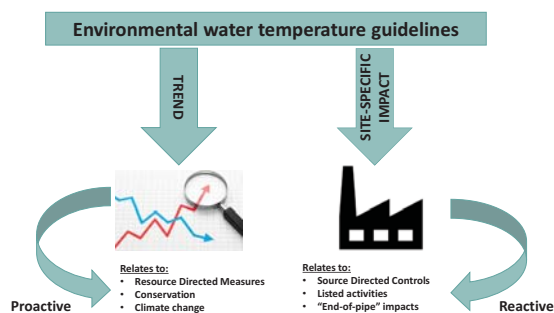 Environmental water temperature guidelines
TREND
SITE-SPECIFIC
IMPACT
Relates to:
• Resource Directed Measures
• Conservation
• Climate change
Relates to:
• Source Directed Controls
• Listed activities
• “End-of-pipe” impacts
Proactive
Reactive